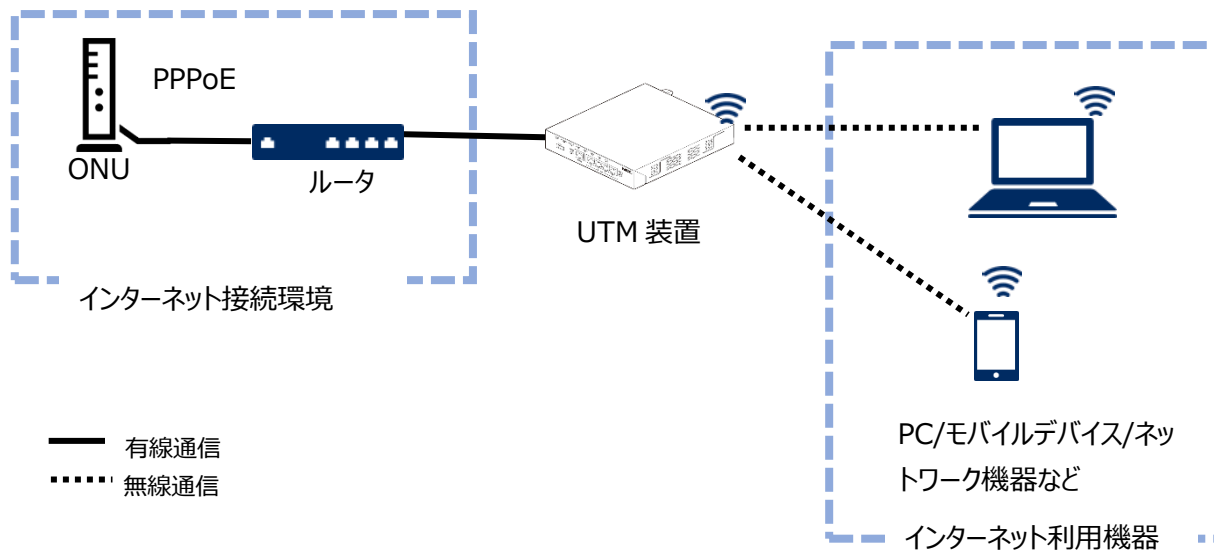 PPPoE
ONU
ルータ
UTM 装置
インターネット接続環境
有線通信
無線通信
PC/モバイルデバイス/ネッ
トワーク機器など
インターネット利用機器